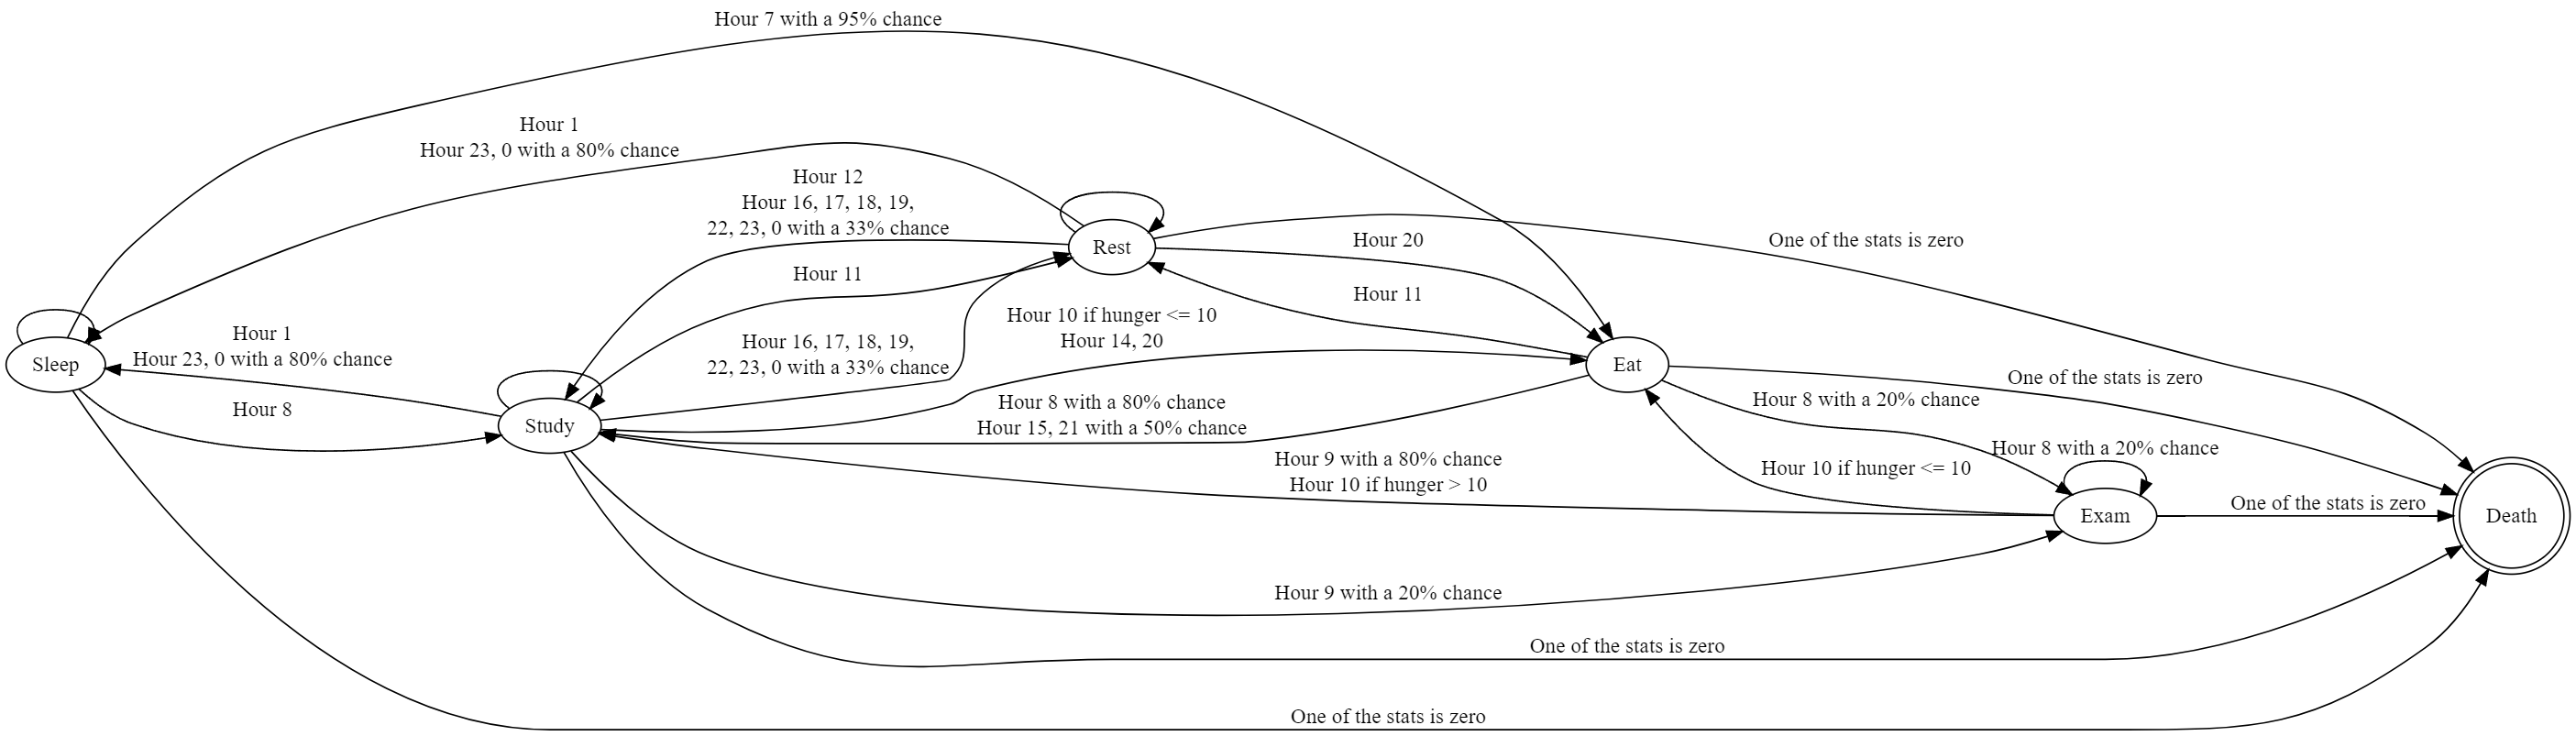 Hour 7 with a 95% chance
Hour 1
Hour 23, 0 with a 80% chance
Hour 12
Hour 16, 17, 18, 19,
22, 23, 0 with a 33% chance
Rest
Hour 20
One of the stats is zero
Hour 11
Hour 11
Hour 10 if hunger <= 10
Hour 14, 20
Hour 1
Hour 23, 0 with a 80% chance
Hour 16, 17, 18, 19,
22, 23, 0 with a 33% chance
Sleep
Eat
One of the stats is zero
Hour 8
Hour 8 with a 80% chance
Hour 15, 21 with a 50% chance
Hour 8 with a 20% chance
Study
Hour 8 with a 20% chance
Hour 9 with a 80% chance
Hour 10 if hunger > 10
Hour 10 if hunger <= 10
One of the stats is zero
Exam
Death
Hour 9 with a 20% chance
One of the stats is zero
One of the stats is zero